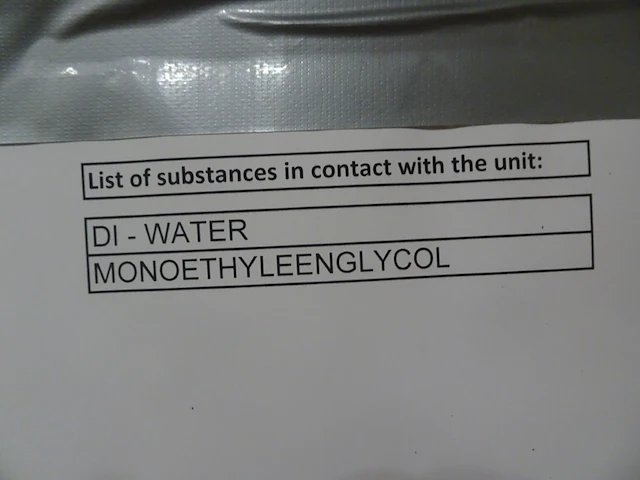 List of substances in contact with the unit:
DI - WATER
MONOETHYLEENGLYCOL